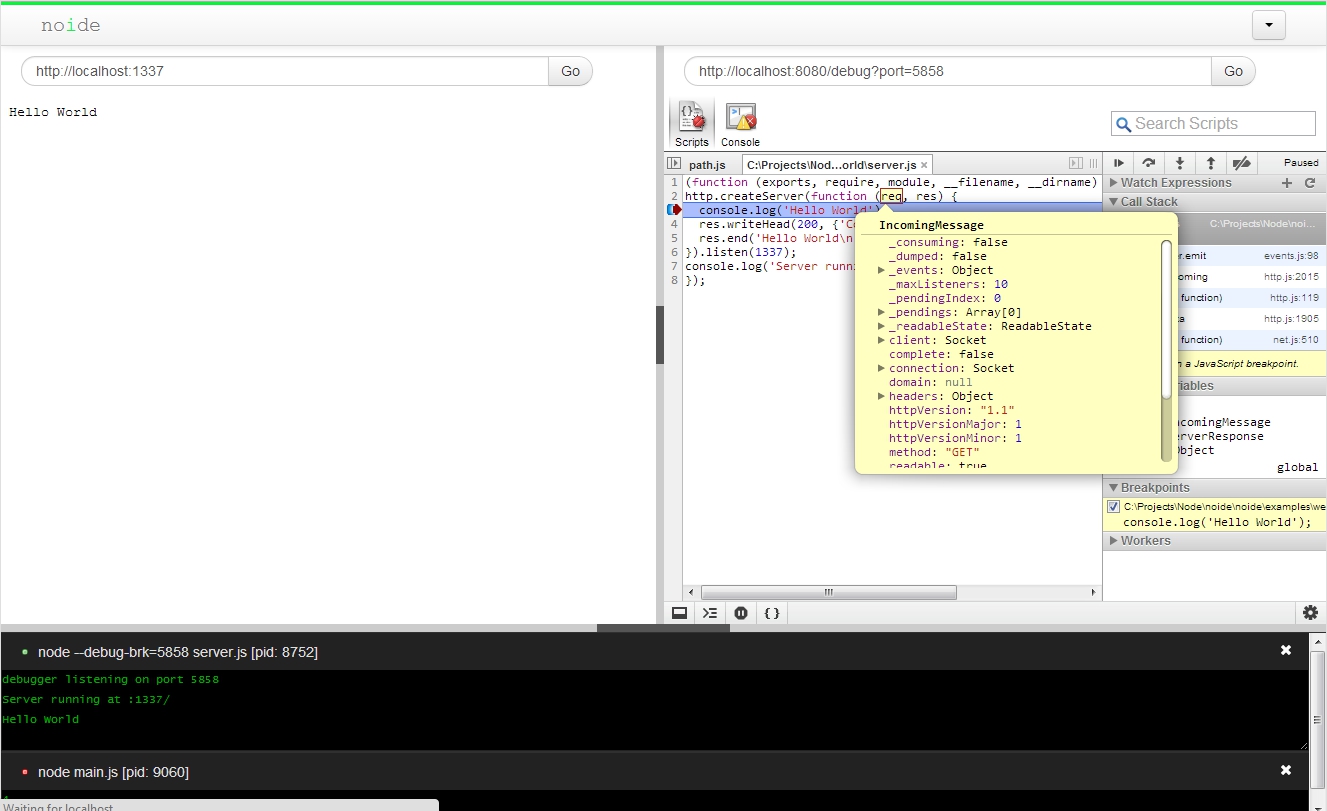 noide
http://localhost:1337 Go
Hello World
http://localhost:8080/debug?port=5858 Go
Scripts
Console
Search Scripts
path.js
C:\Projects\Nod...orld\server.js ×
Paused
1 (function (exports, require, module, __filename, __dirname)
2 http.createServer(function (req, res) {
console.log('Hello World')
4 res.writeHead(200, {'Co
5 res.end('Hello World\n
6 }).listen(1337);
7 console.log('Server runni
8 });
IncomingMessage
_consuming: false
_dumped: false
_events: Object
_maxListeners: 10
_pendingIndex: 0
_pendings: Array[0]
_readableState: ReadableState
client: Socket
complete: false
connection: Socket
domain: null
headers: Object
httpVersion: "1.1"
httpVersionMajor: 1
httpVersionMinor: 1
method: "GET"
readable: true
Watch Expressions
Call Stack
C:\Projects\Node\noi...
r.emit events.js:98
oming http.js:2015
function) http.js:119
a http.js:1905
function) net.js:510
n a JavaScript breakpoint.
iables
ncomingMessage
erverResponse
Object
global
Breakpoints
C:\Projects\Node\noide\noide\examples\we
console.log('Hello World');
Workers
node --debug-brk=5858 server.js [pid: 8752]
debugger listening on port 5858
Server running at :1337/
Hello World
node main.js [pid: 9060]
Waiting for localhost